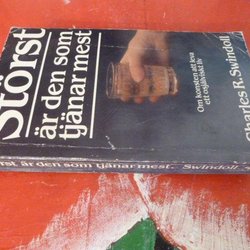 Störst
är den som
tjänar mest
Om konsten att leva
ett osjälviskt liv
Charles R. Swindoll
rst är den som tjänar mest - Swindoll